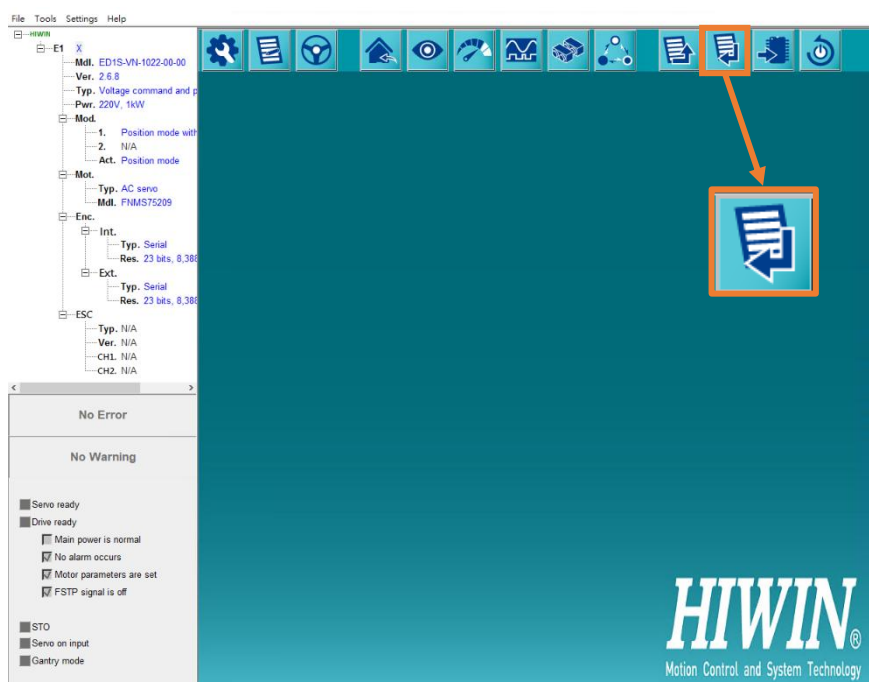 File Tools Settings Help
HIWIN
E1 X
Mdl. ED1S-VN-1022-00-00
Ver. 2.6.8
Typ. Voltage command and p
Pwr. 220V, 1kW
Mod.
1. Position mode with
2. N/A
Act. Position mode
Mot.
Typ. AC servo
Mdl. FNMS75209
Enc.
Int.
Typ. Serial
Res. 23 bits, 8,388
Ext.
Typ. Serial
Res. 23 bits, 8,388
ESC
Typ. N/A
Ver. N/A
CH1. N/A
CH2. N/A
No Error
No Warning
Servo ready
Drive ready
Main power is normal
No alarm occurs
Motor parameters are set
FSTP signal is off
STO
Servo on input
Gantry mode
HIWIN®
Motion Control and System Technology